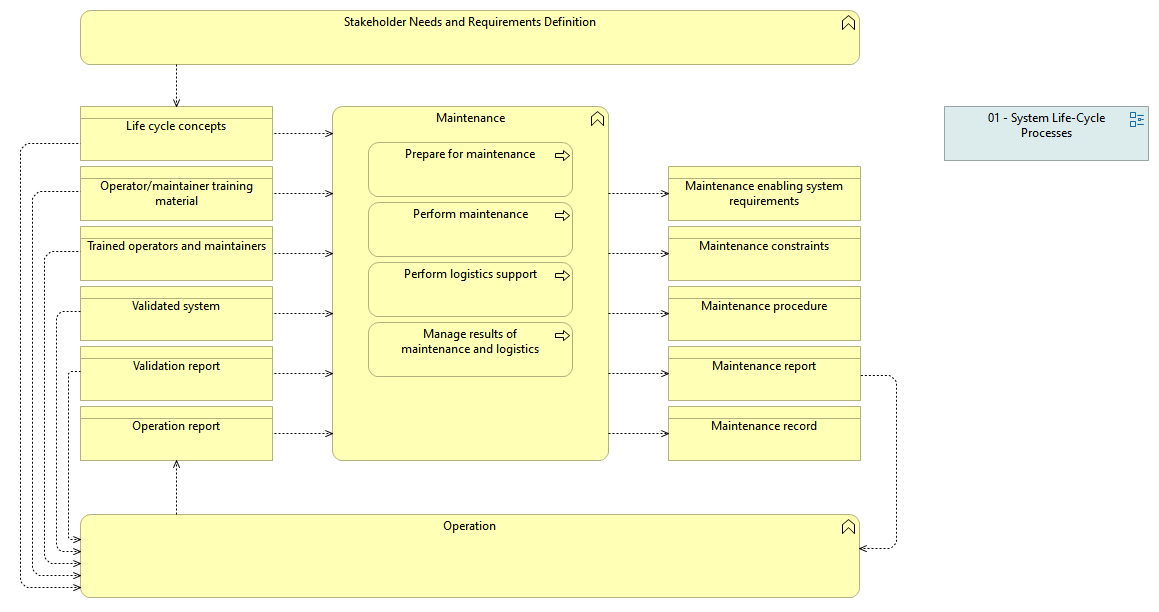 Stakeholder Needs and Requirements Definition
Life cycle concepts
Operator/maintainer training
material
Trained operators and maintainers
Validated system
Validation report
Operation report
Maintenance
Prepare for maintenance
Perform maintenance
Perform logistics support
Manage results of
maintenance and logistics
Maintenance enabling system
requirements
Maintenance constraints
Maintenance procedure
Maintenance report
Maintenance record
01 - System Life-Cycle
Processes
Operation